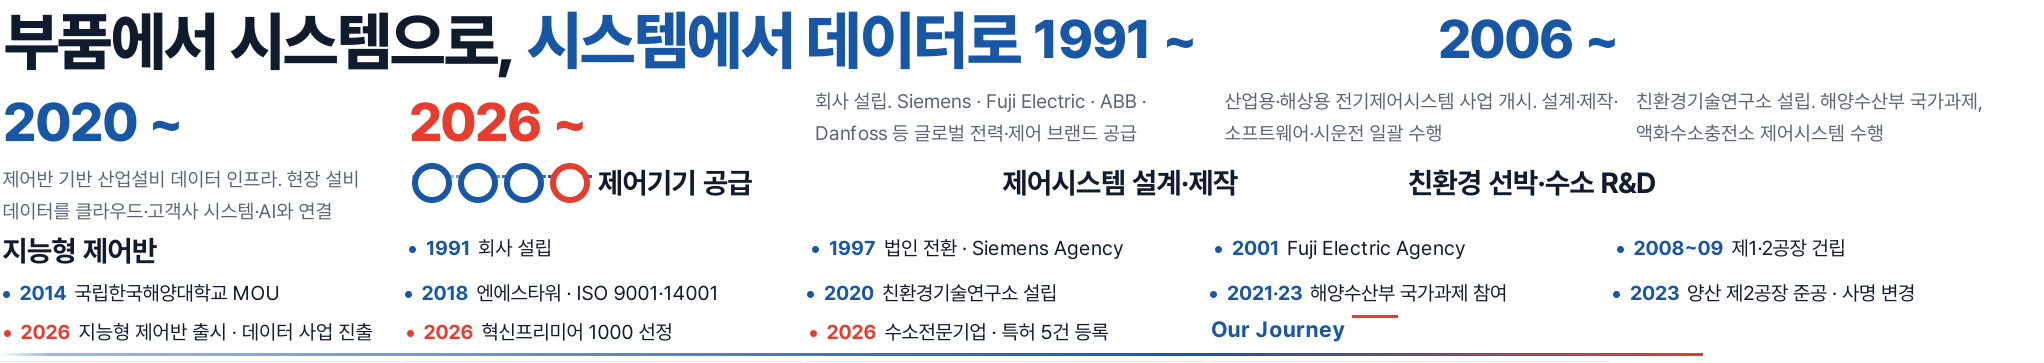 부품에서 시스템으로, 시스템에서 데이터로 1991 ~ 2006 ~
2020 ~ 2026 ~
회사 설립. Siemens · Fuji Electric · ABB ·
Danfoss 등 글로벌 전력·제어 브랜드 공급
산업용·해상용 전기제어시스템 사업 개시. 설계·제작·
소프트웨어·시운전 일괄 수행
친환경기술연구소 설립. 해양수산부 국가과제,
액화수소충전소 제어시스템 수행
제어반 기반 산업설비 데이터 인프라. 현장 설비
데이터를 클라우드·고객사 시스템·AI와 연결
제어기기 공급
제어시스템 설계·제작
친환경 선박·수소 R&D
지능형 제어반
• 1991 회사 설립
• 1997 법인 전환 · Siemens Agency
• 2001 Fuji Electric Agency
• 2008~09 제1·2공장 건립
• 2014 국립한국해양대학교 MOU
• 2018 엔에스타워 · ISO 9001·14001
• 2020 친환경기술연구소 설립
• 2021·23 해양수산부 국가과제 참여
• 2023 양산 제2공장 준공 · 사명 변경
• 2026 지능형 제어반 출시 · 데이터 사업 진출
• 2026 혁신프리미어 1000 선정
• 2026 수소전문기업 · 특허 5건 등록
Our Journey